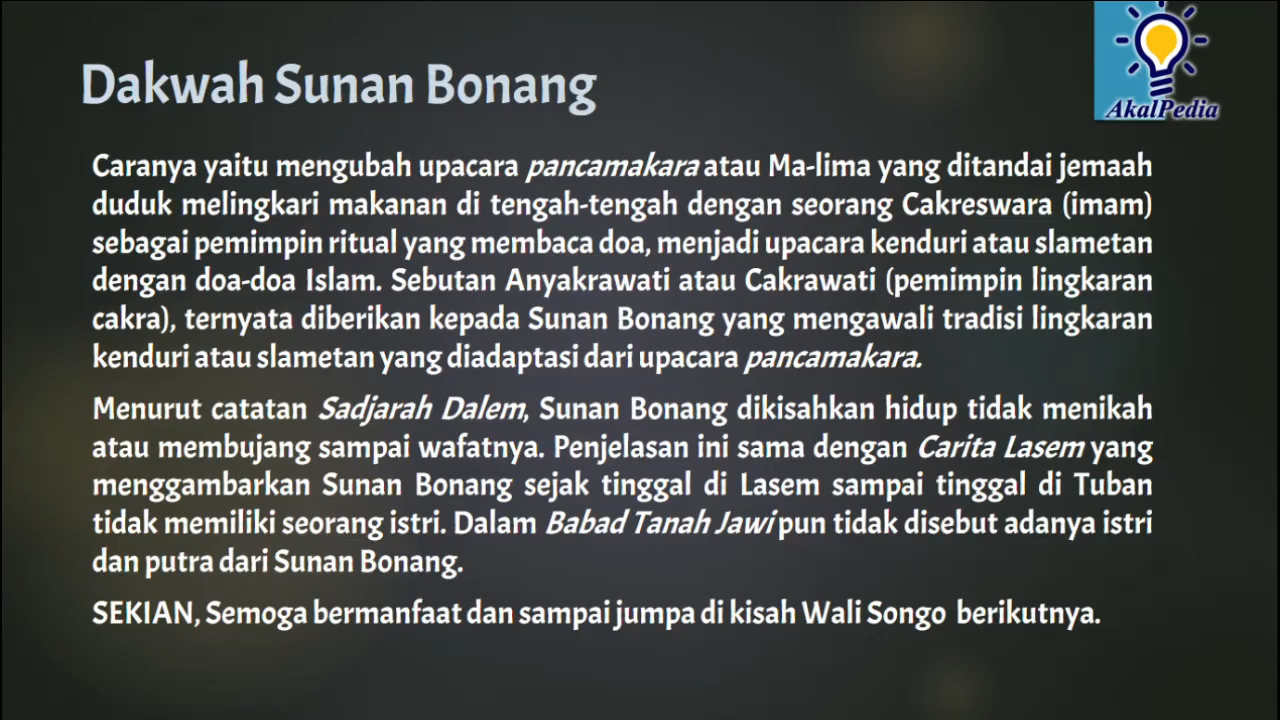 Dakwah Sunan Bonang
AkalPedia
Caranya yaitu mengubah upacara pancamakara atau Ma-lima yang ditandai jemaah
duduk melingkari makanan di tengah-tengah dengan seorang Cakreswara (imam)
sebagai pemimpin ritual yang membaca doa, menjadi upacara kenduri atau slametan
dengan doa-doa Islam. Sebutan Anyakrawati atau Cakrawati (pemimpin lingkaran
cakra), ternyata diberikan kepada Sunan Bonang yang mengawali tradisi lingkaran
kenduri atau slametan yang diadaptasi dari upacara pancamakara.
Menurut catatan Sadjarah Dalem, Sunan Bonang dikisahkan hidup tidak menikah
atau membujang sampai wafatnya. Penjelasan ini sama dengan Carita Lasem yang
menggambarkan Sunan Bonang sejak tinggal di Lasem sampai tinggal di Tuban
tidak memiliki seorang istri. Dalam Babad Tanah Jawi pun tidak disebut adanya istri
dan putra dari Sunan Bonang.
SEKIAN, Semoga bermanfaat dan sampai jumpa di kisah Wali Songo berikutnya.